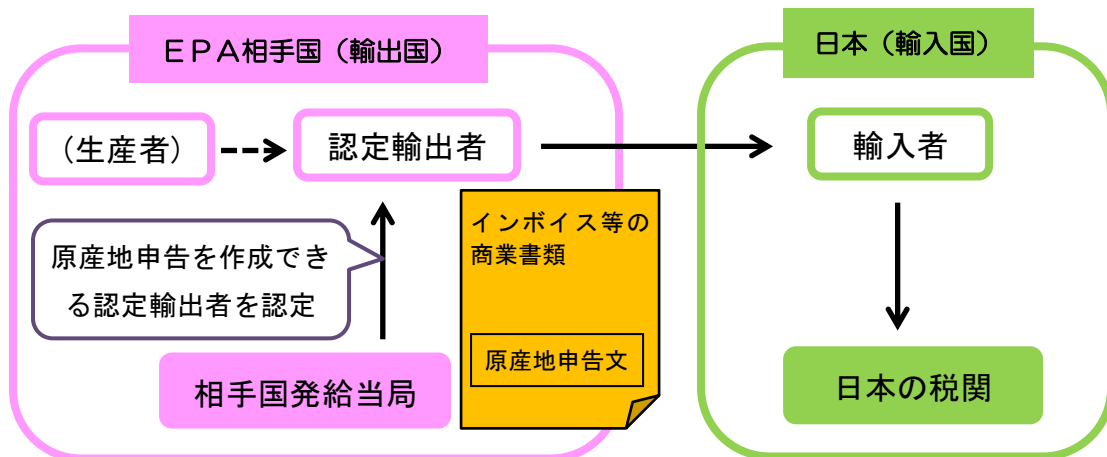 ＥＰＡ相手国（輸出国）
日本（輸入国）
（生産者）
認定輸出者
輸入者
インボイス等の
商業書類
原産地申告を作成でき
る認定輸出者を認定
原産地申告文
相手国発給当局
日本の税関